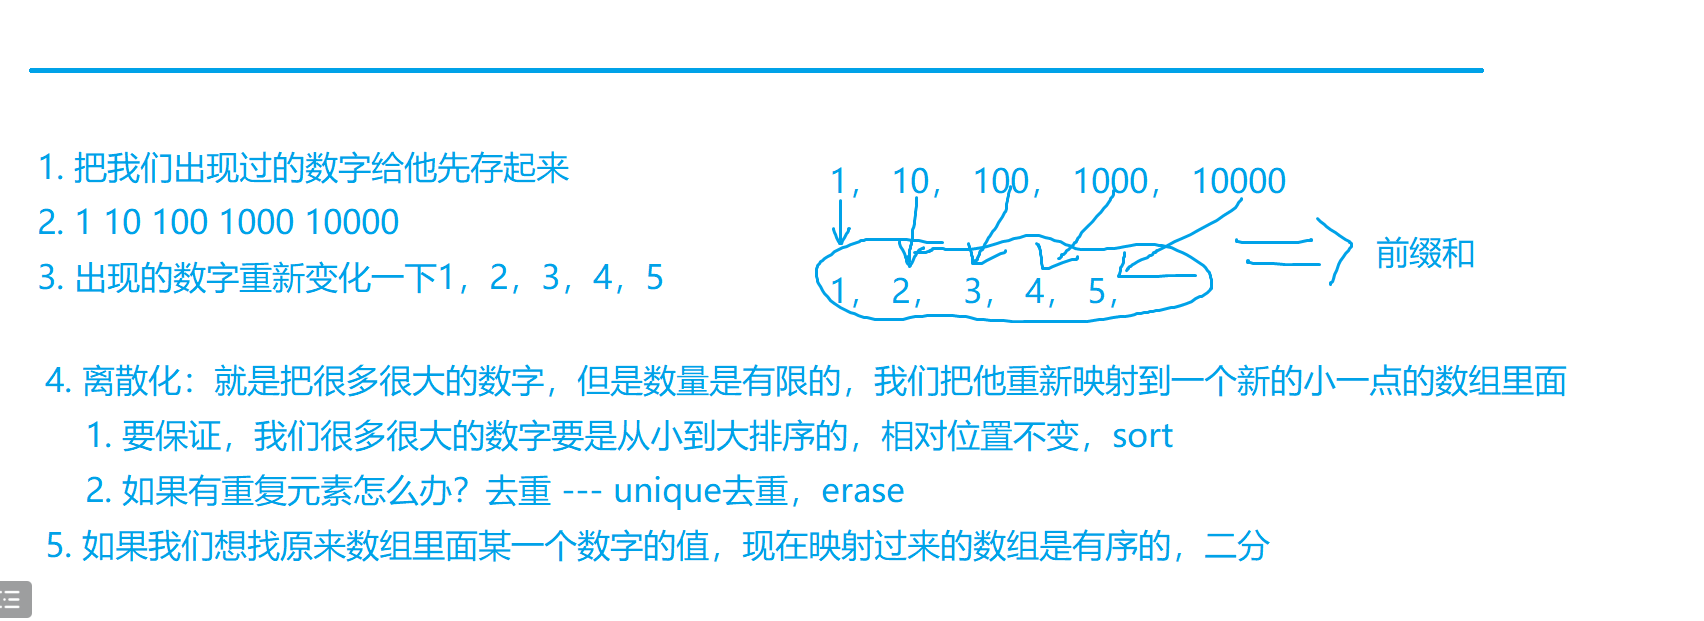 1. 把我们出现过的数字给他先存起来
2. 1 10 100 1000 10000
3. 出现的数字重新变化一下1，2，3，4，5
1， 10， 100， 1000， 10000
1， 2， 3，4，5，
前缀和
4. 离散化：就是把很多很大的数字，但是数量是有限的，我们把他重新映射到一个新的小一点的数组里面
1. 要保证，我们很多很大的数字要是从小到大排序的，相对位置不变，sort
2. 如果有重复元素怎么办？去重 --- unique去重，erase
5. 如果我们想找原来数组里面某一个数字的值，现在映射过来的数组是有序的，二分